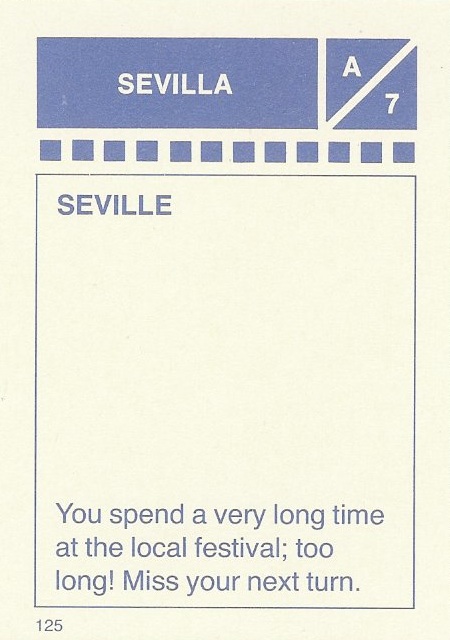 SEVILLA
A
7
SEVILLE
You spend a very long time
at the local festival; too
long! Miss your next turn.
125